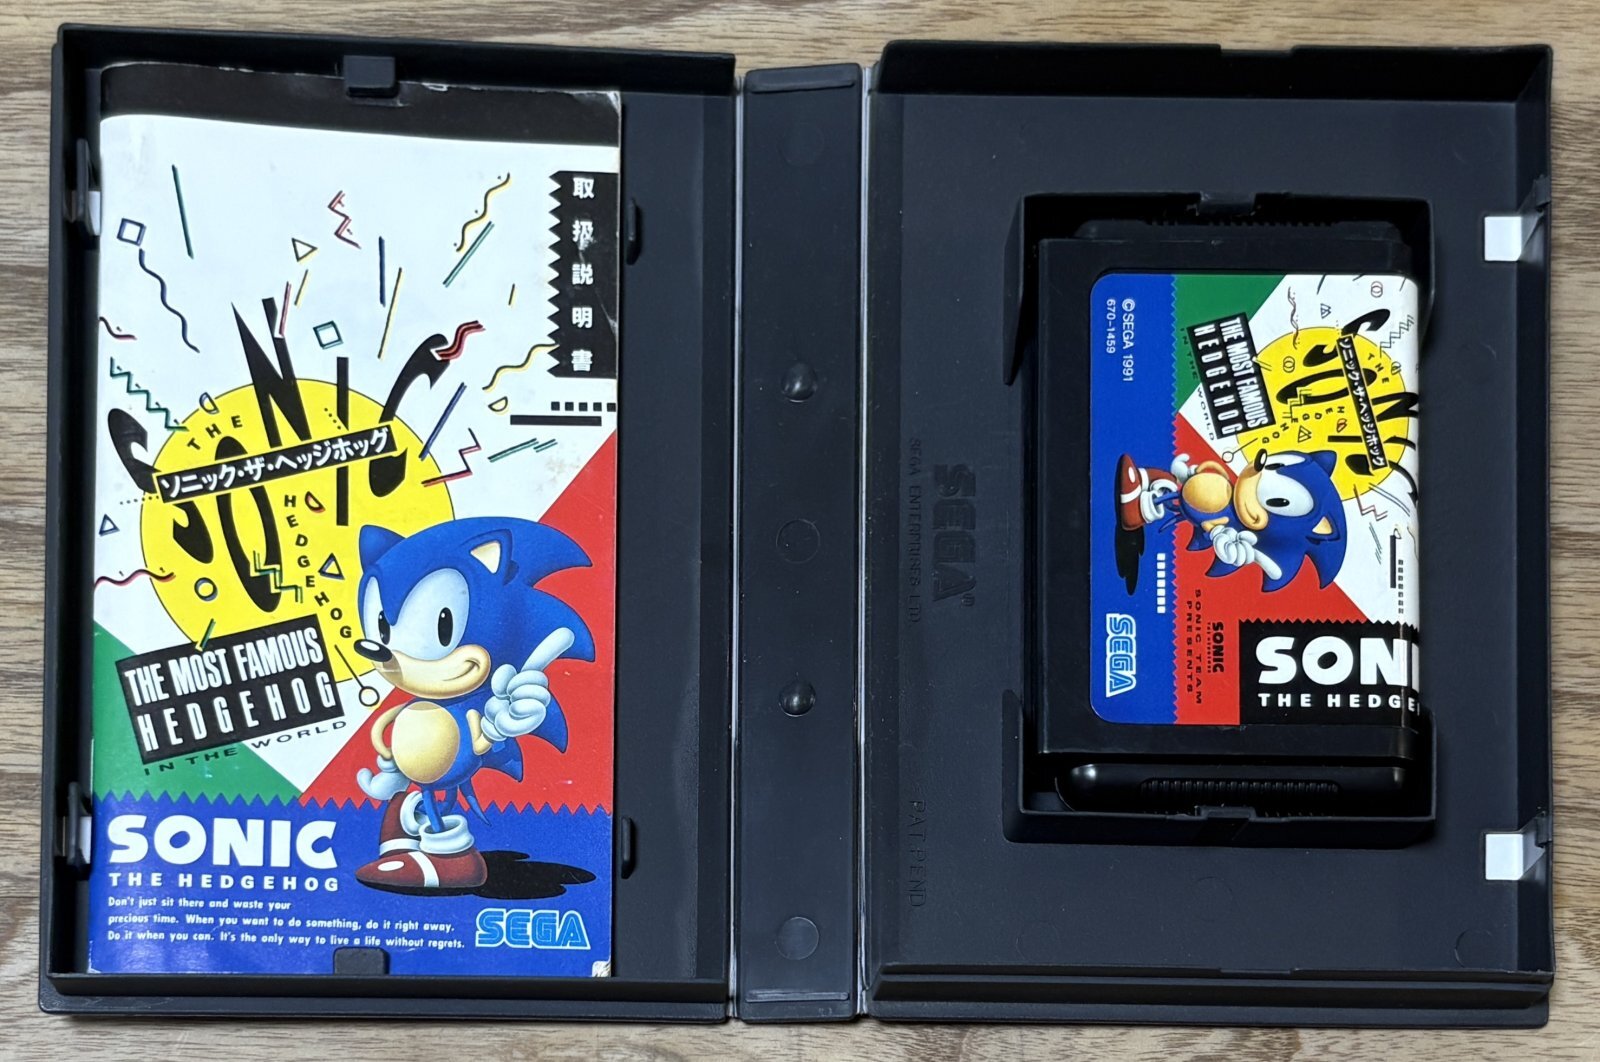 取扱説明書
SONIC
THE
ソニック・ザ・ヘッジホッグ
HEDGEHOG
THE MOST FAMOUS
HEDGEHOG
IN THE WORLD
SONIC
THE HEDGEHOG
Don't just sit there and waste your
precious time. When you want to do something, do it right away.
Do it when you can. It's the only way to live a life without regrets.
SEGA
SEGA®
SEGA ENTERPRISES LTD.
PAT. PEND.
©SEGA 1991
670-1459
THE MOST FAMOUS
HEDGEHOG
IN THE WORLD
THE
SONIC
ソニック・ザ・ヘッジホッグ
HEDGEHOG
SEGA
SONIC
SONIC TEAM
PRESENTS
SONI
THE HEDGE